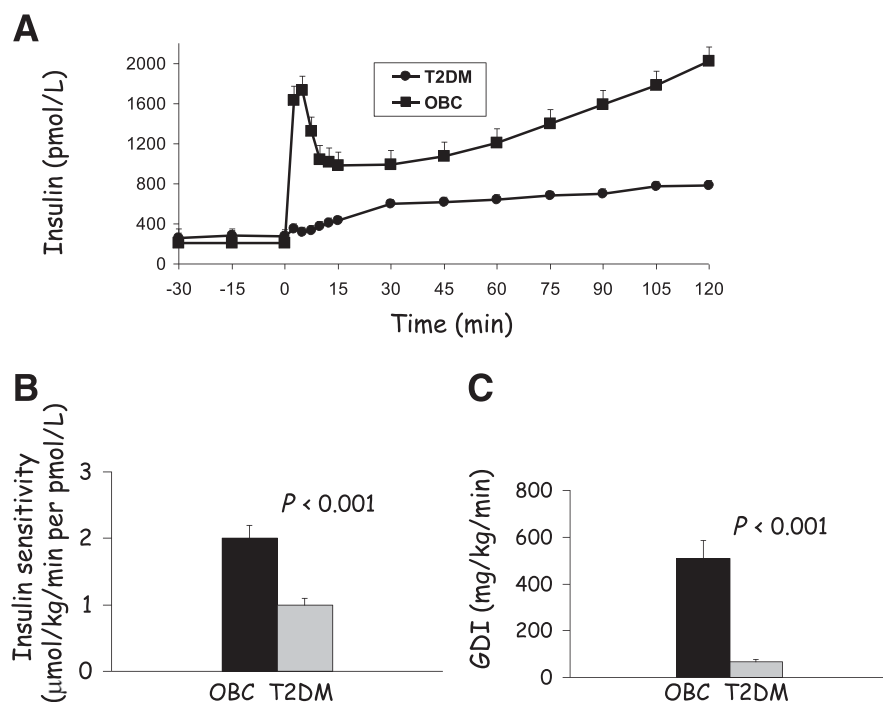 A
Insulin (pmol/L)
2000
1600
1200
800
400
0
T2DM
OBC
-30 -15 0 15 30 45 60 75 90 105 120
Time (min)
B
Insulin sensitivity
(μmol/kg/min per pmol/L)
3
2
1
0
P < 0.001
OBC T2DM
C
GDI (mg/kg/min)
800
600
400
200
0
P < 0.001
OBC T2DM